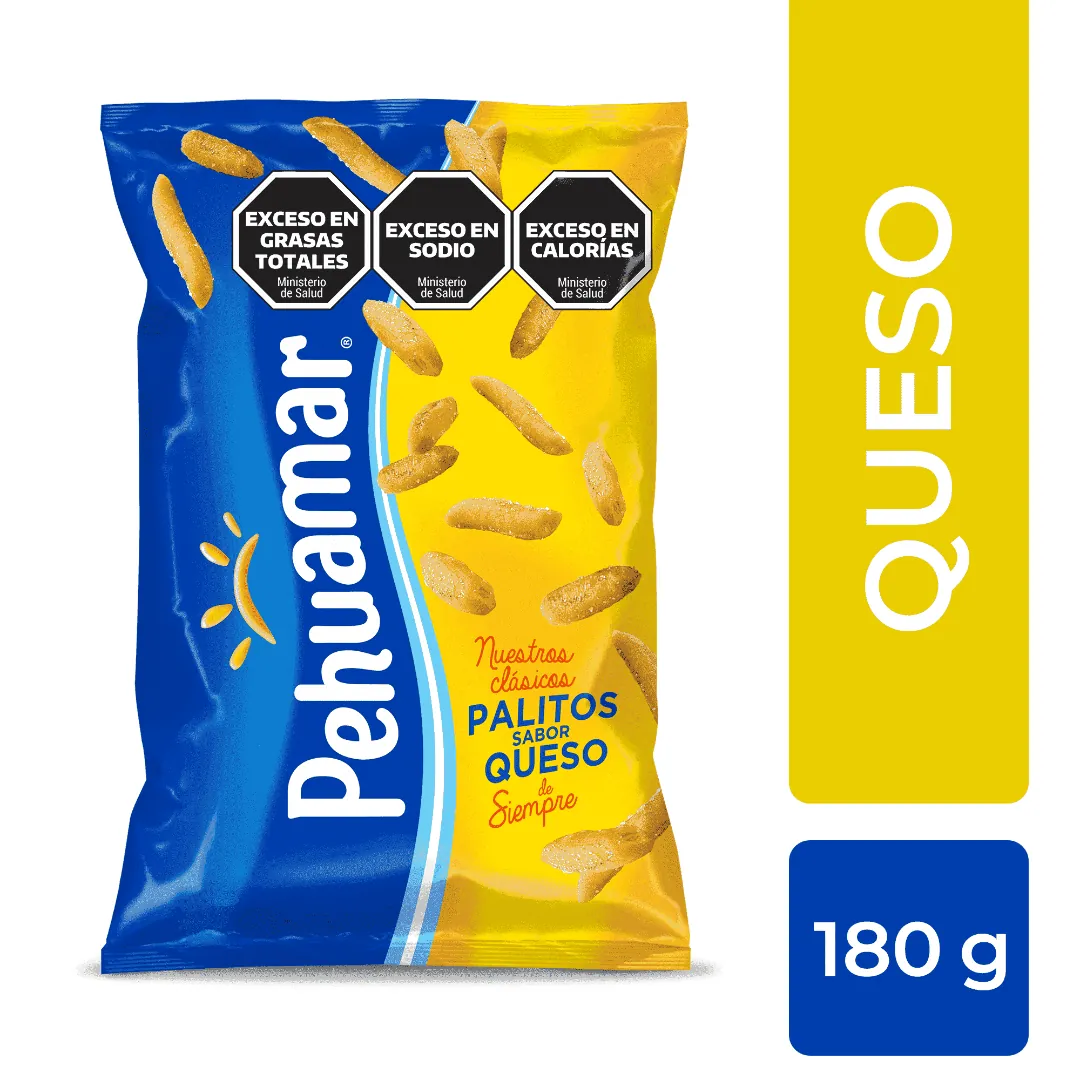 EXCESO EN
GRASAS
TOTALES
Ministerio
de Salud
EXCESO EN
SODIO
Ministerio
de Salud
EXCESO EN
CALORÍAS
Ministerio
de Salud
Pehuamar®
Nuestros
clásicos
PALITOS
SABOR
QUESO
de
Siempre
QUESO
180 g